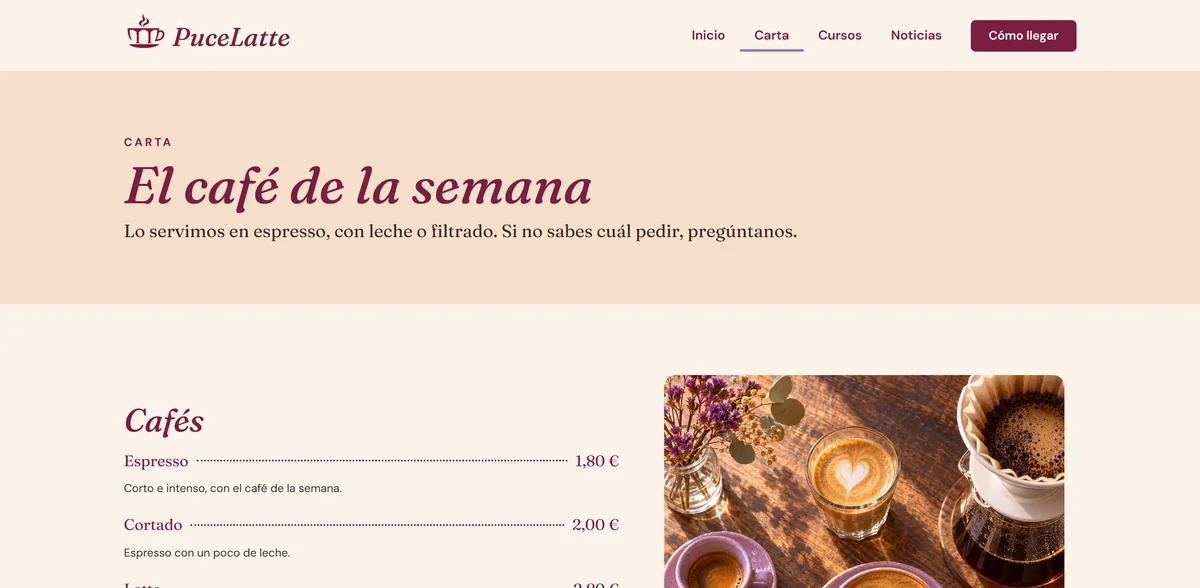 PuceLatte
Inicio
Carta
Cursos
Noticias
Cómo llegar
CARTA
El café de la semana
Lo servimos en espresso, con leche o filtrado. Si no sabes cuál pedir, pregúntanos.
Cafés
Espresso 1,80 €
Corto e intenso, con el café de la semana.
Cortado 2,00 €
Espresso con un poco de leche.